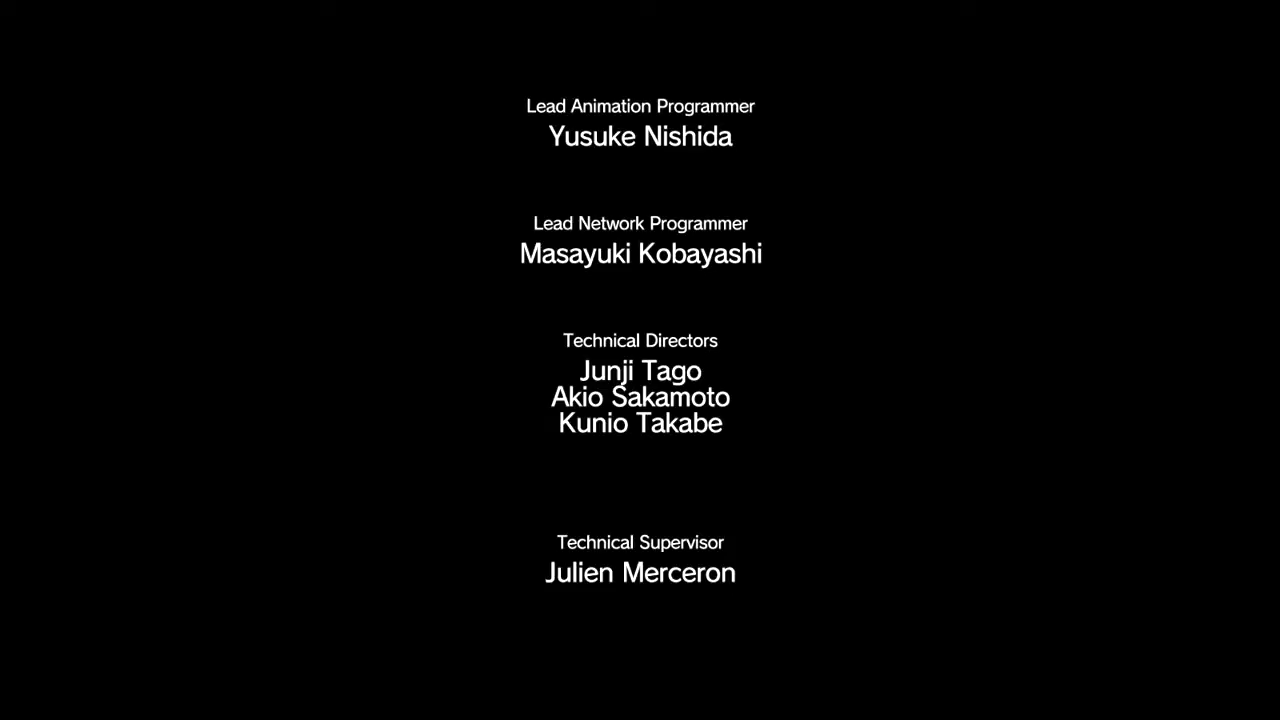 Lead Animation Programmer
Yusuke Nishida
Lead Network Programmer
Masayuki Kobayashi
Technical Directors
Junji Tago
Akio Sakamoto
Kunio Takabe
Technical Supervisor
Julien Merceron